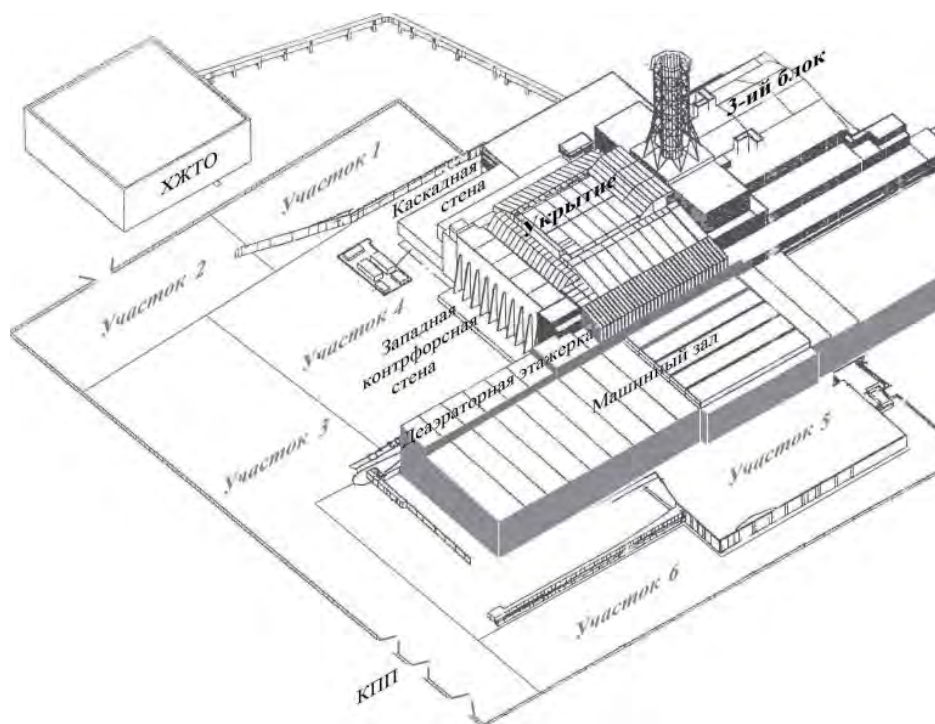 3-ий блок
ХЖТО
Участок 1
Каскадная
стена
Укрытие
Участок 2
Участок 4
Западная
контрфорсная
стена
Деаэраторная этажерка
Машинный зал
Участок 3
Участок 5
Участок 6
КПП